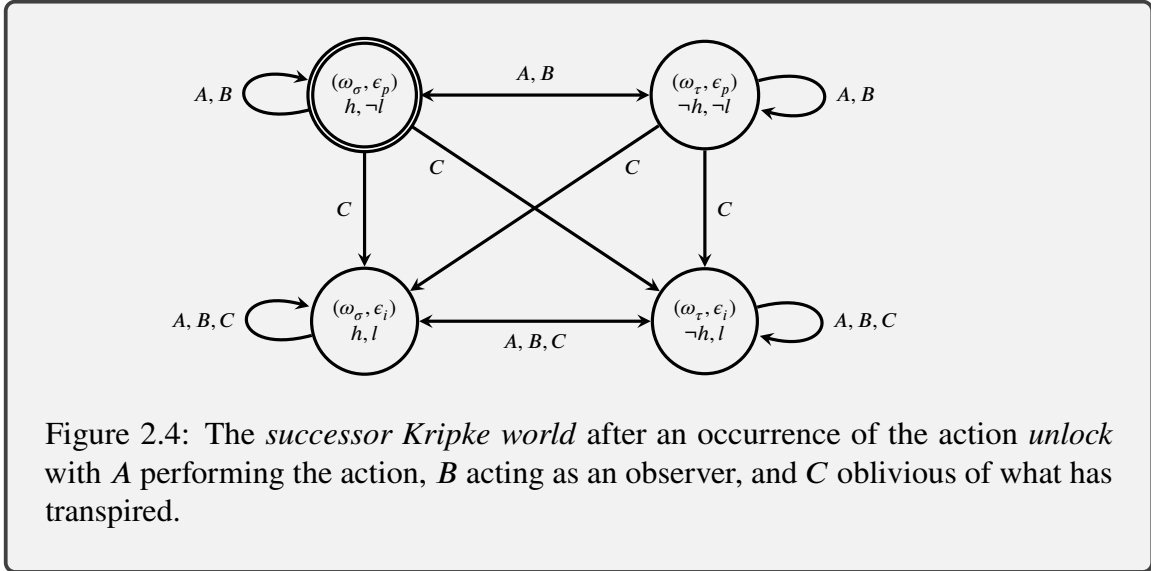 A, B
(ω_σ, ϵ_p)
h, ¬l
A, B
(ω_τ, ϵ_p)
¬h, ¬l
A, B
C
C
C
C
A, B, C
(ω_σ, ϵ_i)
h, l
A, B, C
(ω_τ, ϵ_i)
¬h, l
A, B, C
Figure 2.4: The successor Kripke world after an occurrence of the action unlock
with A performing the action, B acting as an observer, and C oblivious of what has
transpired.